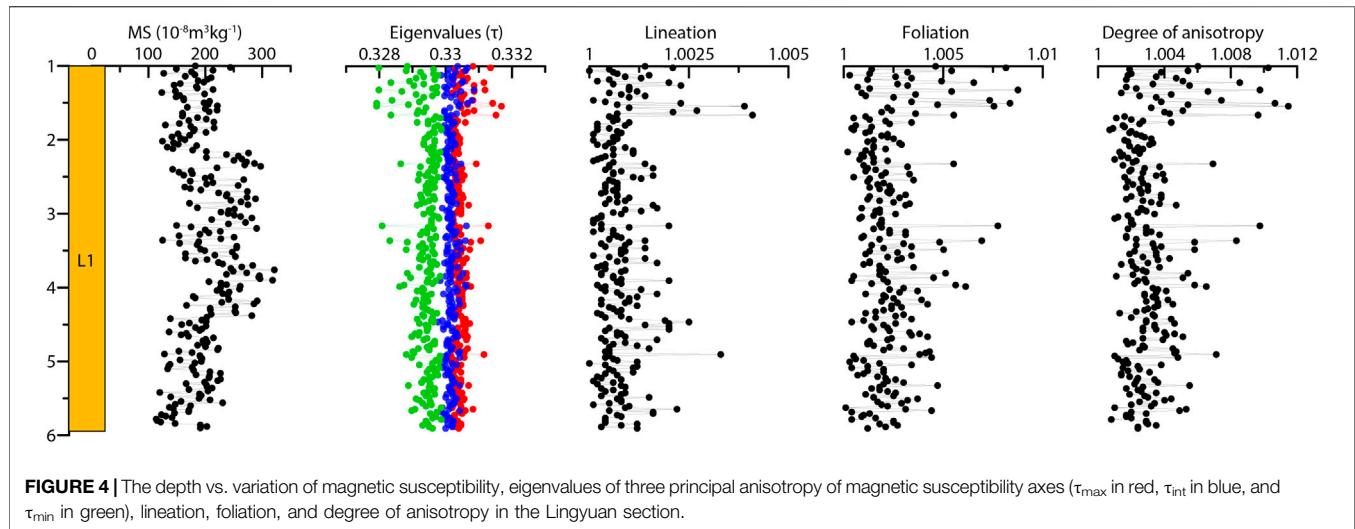 MS (10⁻⁸m³kg⁻¹) Eigenvalues (τ) Lineation Foliation Degree of anisotropy
0 100 200 300 0.328 0.33 0.332 1 1.0025 1.005 1 1.005 1.01 1 1.004 1.008 1.012
1
2
3
L1
4
5
6
FIGURE 4 | The depth vs. variation of magnetic susceptibility, eigenvalues of three principal anisotropy of magnetic susceptibility axes (τmax in red, τint in blue, and
τmin in green), lineation, foliation, and degree of anisotropy in the Lingyuan section.